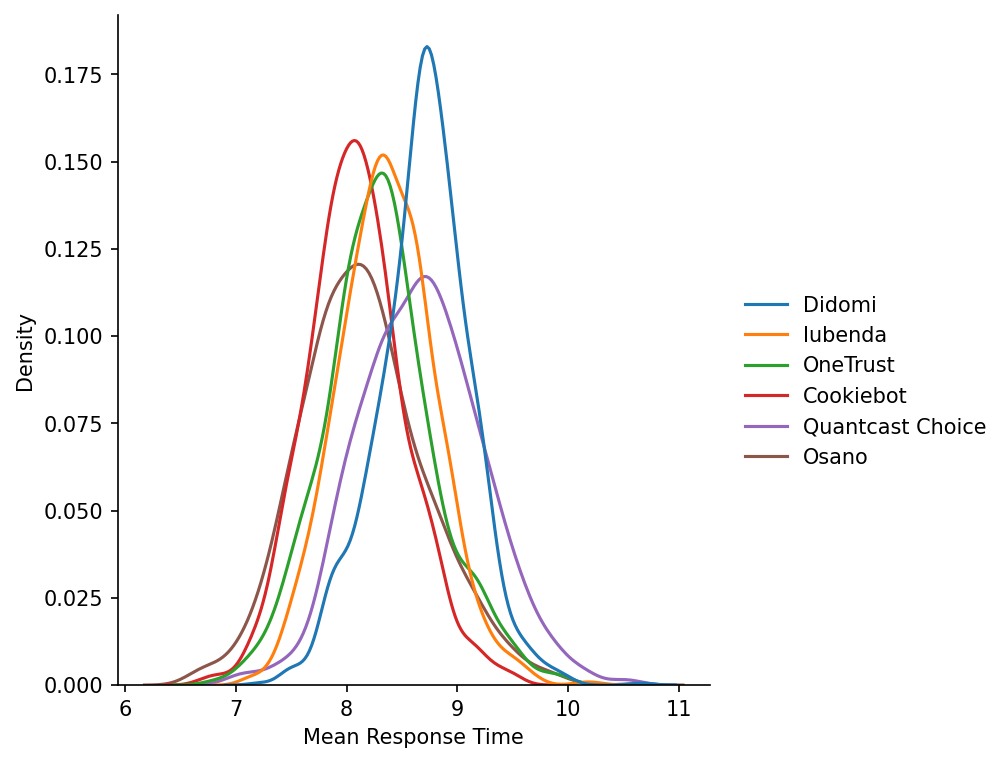 0.175
0.150
0.125
0.100
0.075
0.050
0.025
0.000
Density
6 7 8 9 10 11
Mean Response Time
Didomi
Iubenda
OneTrust
Cookiebot
Quantcast Choice
Osano